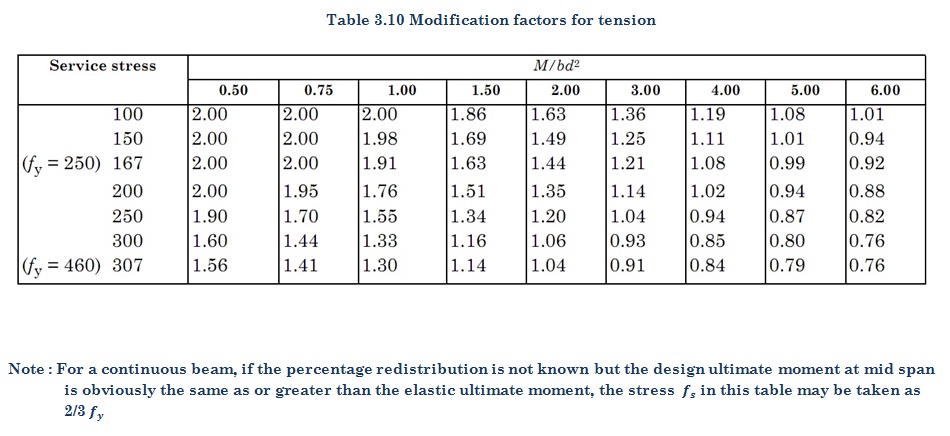 Table 3.10 Modification factors for tension
Service stress M/bd²
0.50 0.75 1.00 1.50 2.00 3.00 4.00 5.00 6.00
100 2.00 2.00 2.00 1.86 1.63 1.36 1.19 1.08 1.01
150 2.00 2.00 1.98 1.69 1.49 1.25 1.11 1.01 0.94
(fy = 250) 167 2.00 2.00 1.91 1.63 1.44 1.21 1.08 0.99 0.92
200 2.00 1.95 1.76 1.51 1.35 1.14 1.02 0.94 0.88
250 1.90 1.70 1.55 1.34 1.20 1.04 0.94 0.87 0.82
300 1.60 1.44 1.33 1.16 1.06 0.93 0.85 0.80 0.76
(fy = 460) 307 1.56 1.41 1.30 1.14 1.04 0.91 0.84 0.79 0.76
Note : For a continuous beam, if the percentage redistribution is not known but the design ultimate moment at mid span
is obviously the same as or greater than the elastic ultimate moment, the stress fs in this table may be taken as
2/3 fy